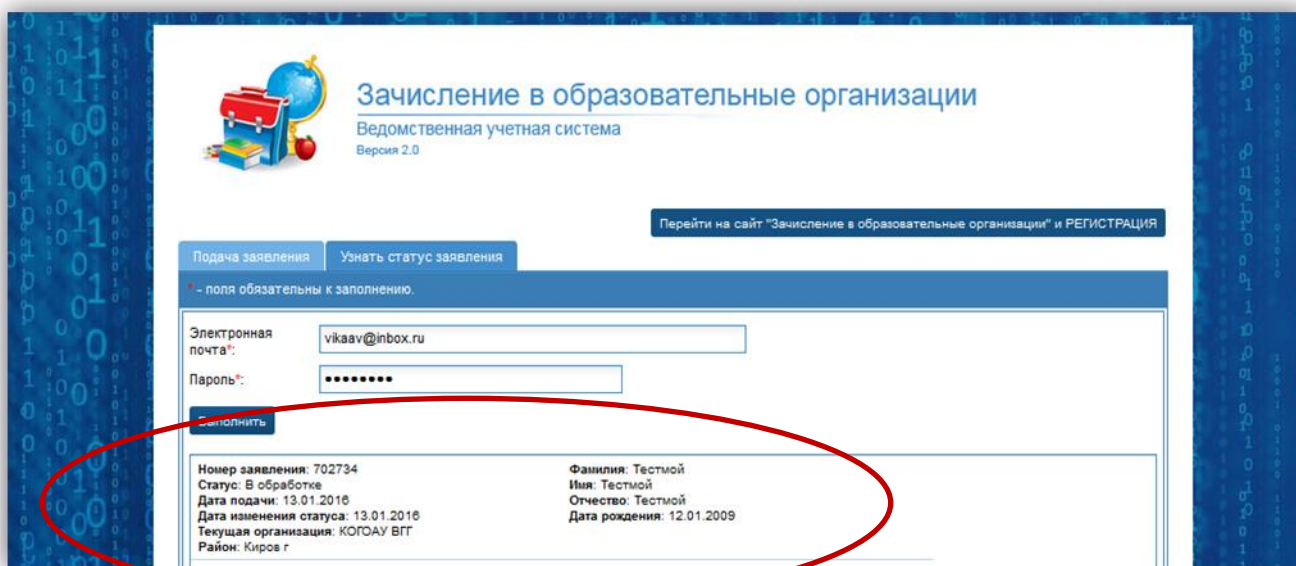 Зачисление в образовательные организации
Ведомственная учетная система
Версия 2.0
Перейти на сайт "Зачисление в образовательные организации" и РЕГИСТРАЦИЯ
Подача заявления Узнать статус заявления
* - поля обязательны к заполнению.
Электронная
почта*: vikaav@inbox.ru
Пароль*: ••••••••
Выполнить
Номер заявления: 702734 Фамилия: Тестмой
Статус: В обработке Имя: Тестмой
Дата подачи: 13.01.2016 Отчество: Тестмой
Дата изменения статуса: 13.01.2016 Дата рождения: 12.01.2009
Текущая организация: КОГОАУ ВГГ
Район: Киров г